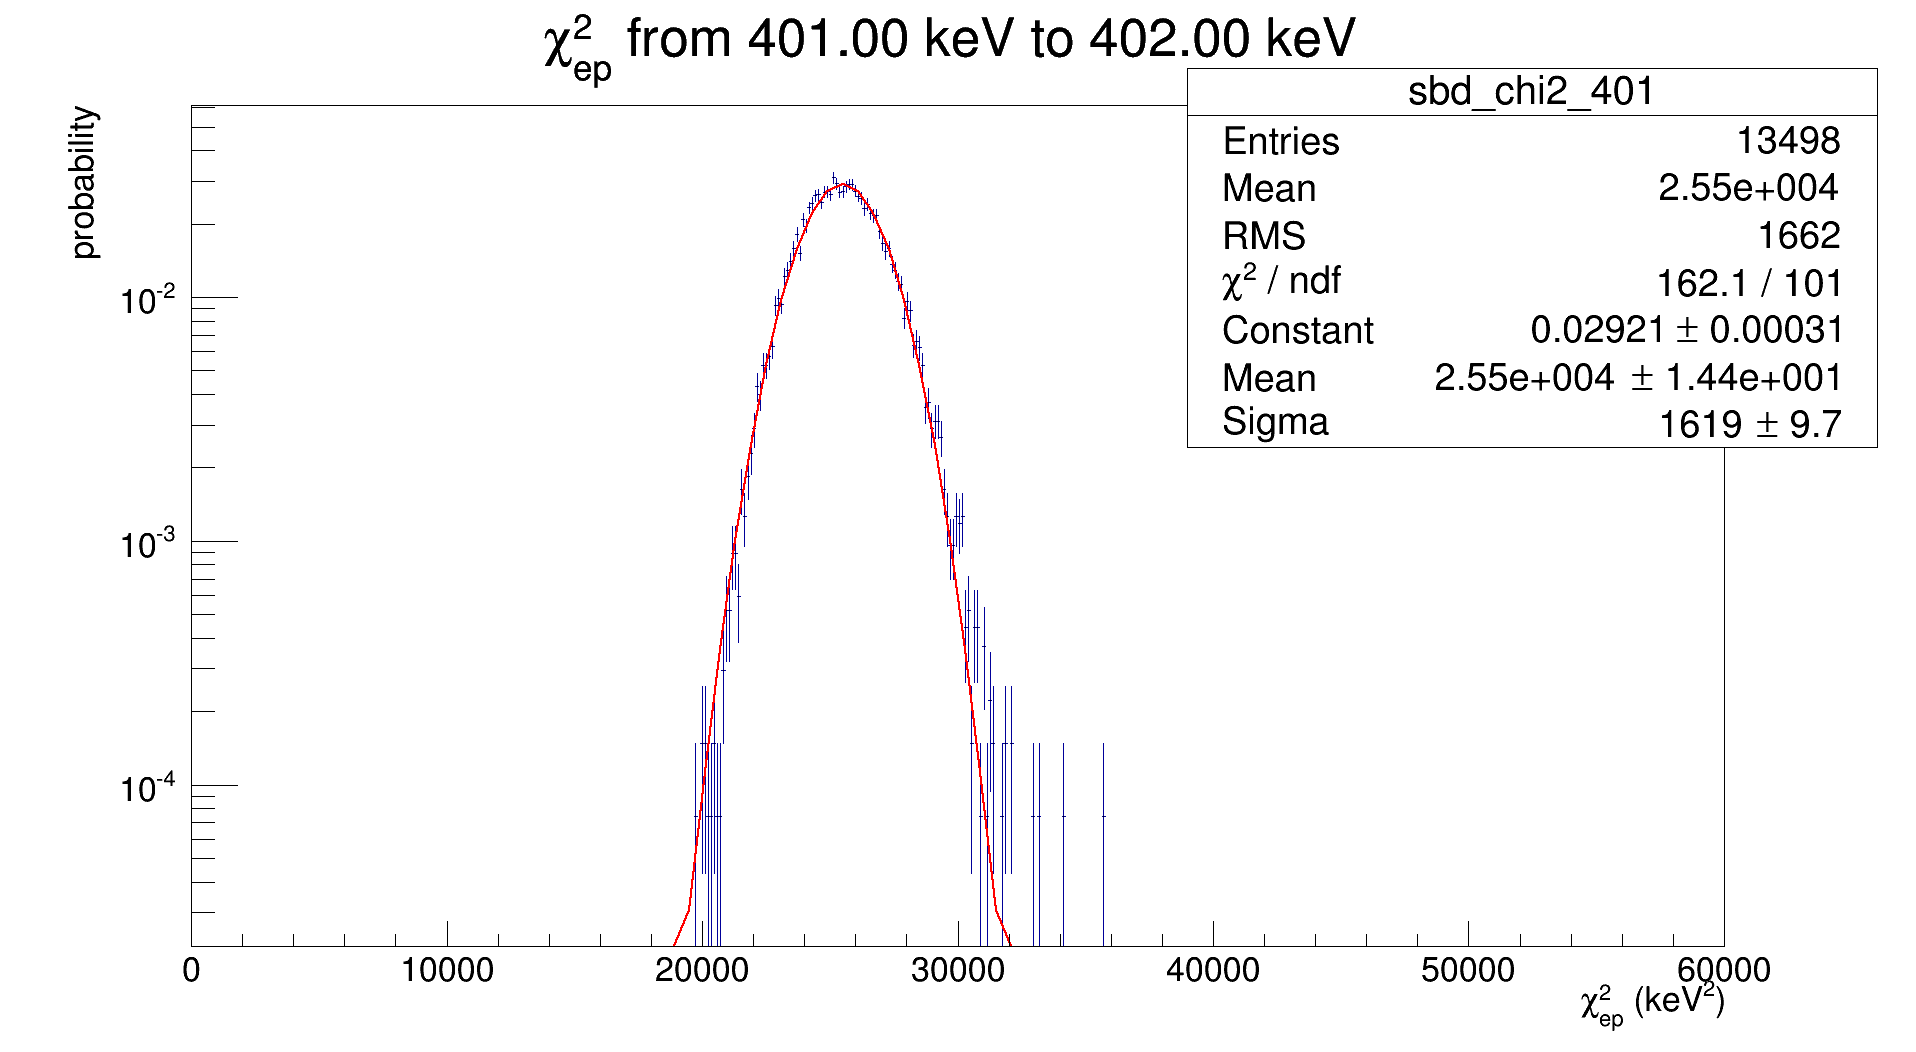 χ²ep from 401.00 keV to 402.00 keV
probability
sbd_chi2_401
Entries 13498
Mean 2.55e+004
RMS 1662
χ² / ndf 162.1 / 101
Constant 0.02921 ± 0.00031
Mean 2.55e+004 ± 1.44e+001
Sigma 1619 ± 9.7
10⁻²
10⁻³
10⁻⁴
0 10000 20000 30000 40000 50000 60000
χ²ep (keV²)